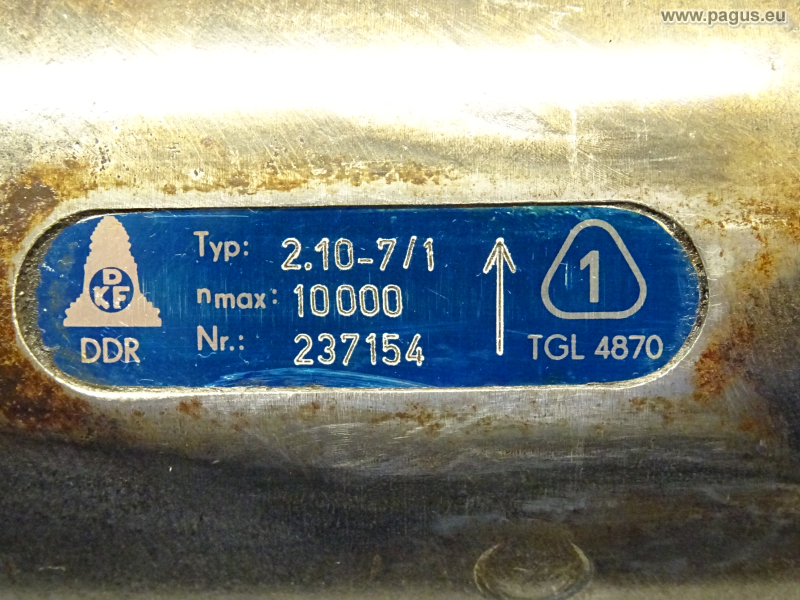 www.pagus.eu
Typ: 2.10-7/1
nmax: 10000
Nr.: 237154
DKF
DDR
1
TGL 4870